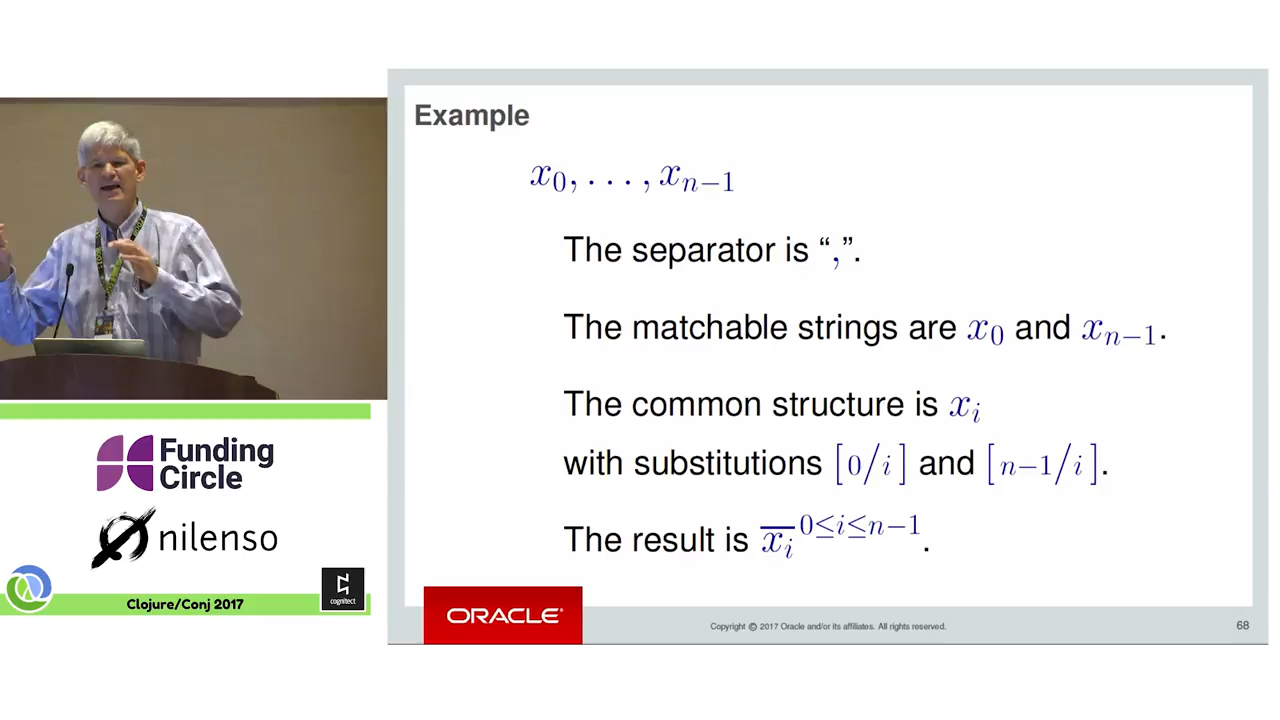 Example
x₀, . . . , xₙ₋₁
The separator is “,”.
The matchable strings are x₀ and xₙ₋₁.
The common structure is xᵢ
with substitutions [0/i] and [n−1/i].
The result is x̅ᵢ^{0≤i≤n−1}.
ORACLE®
Copyright © 2017 Oracle and/or its affiliates. All rights reserved.
68
Funding
Circle
nilenso
Clojure/Conj 2017
cognitect